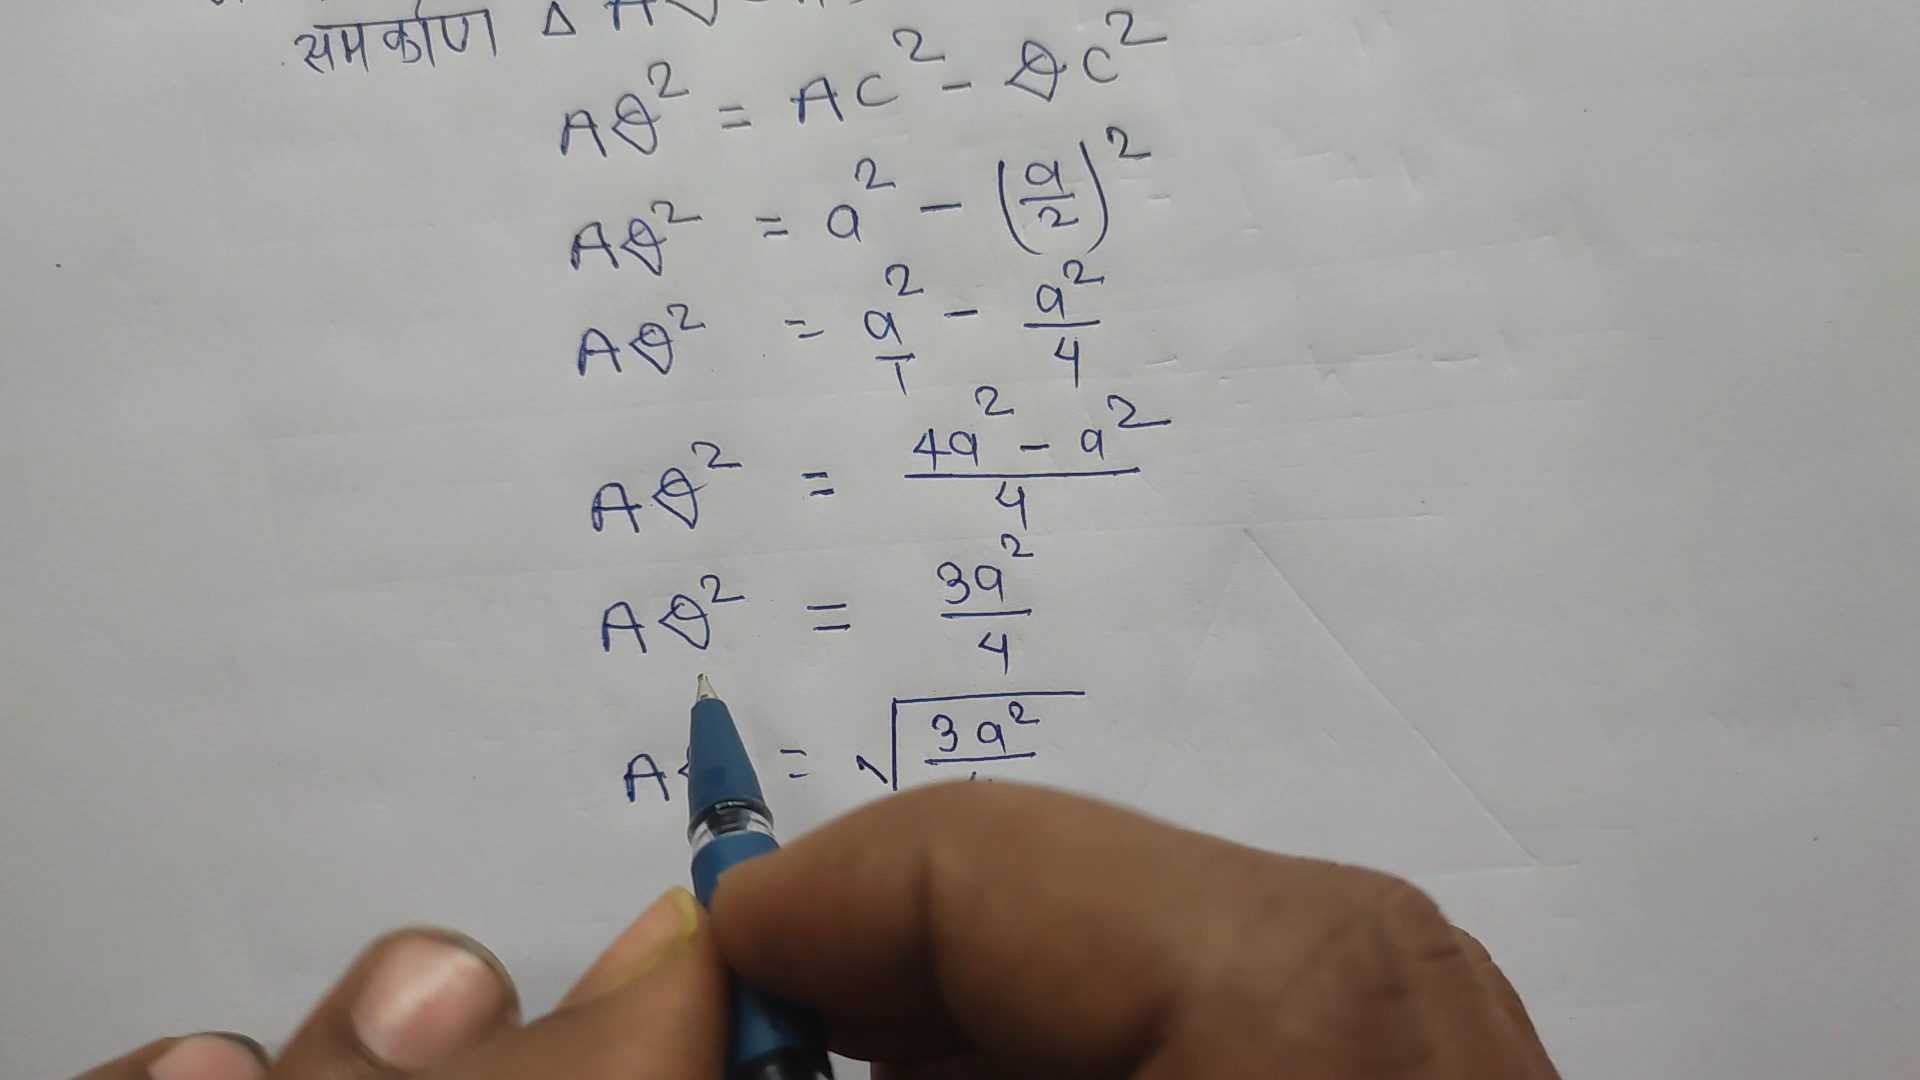 समकोण Δ
AD² = AC² - DC²
AD² = a² - (a/2)²
AD² = a²/1 - a²/4
AD² = (4a² - a²)/4
AD² = 3a²/4
A = √(3a²